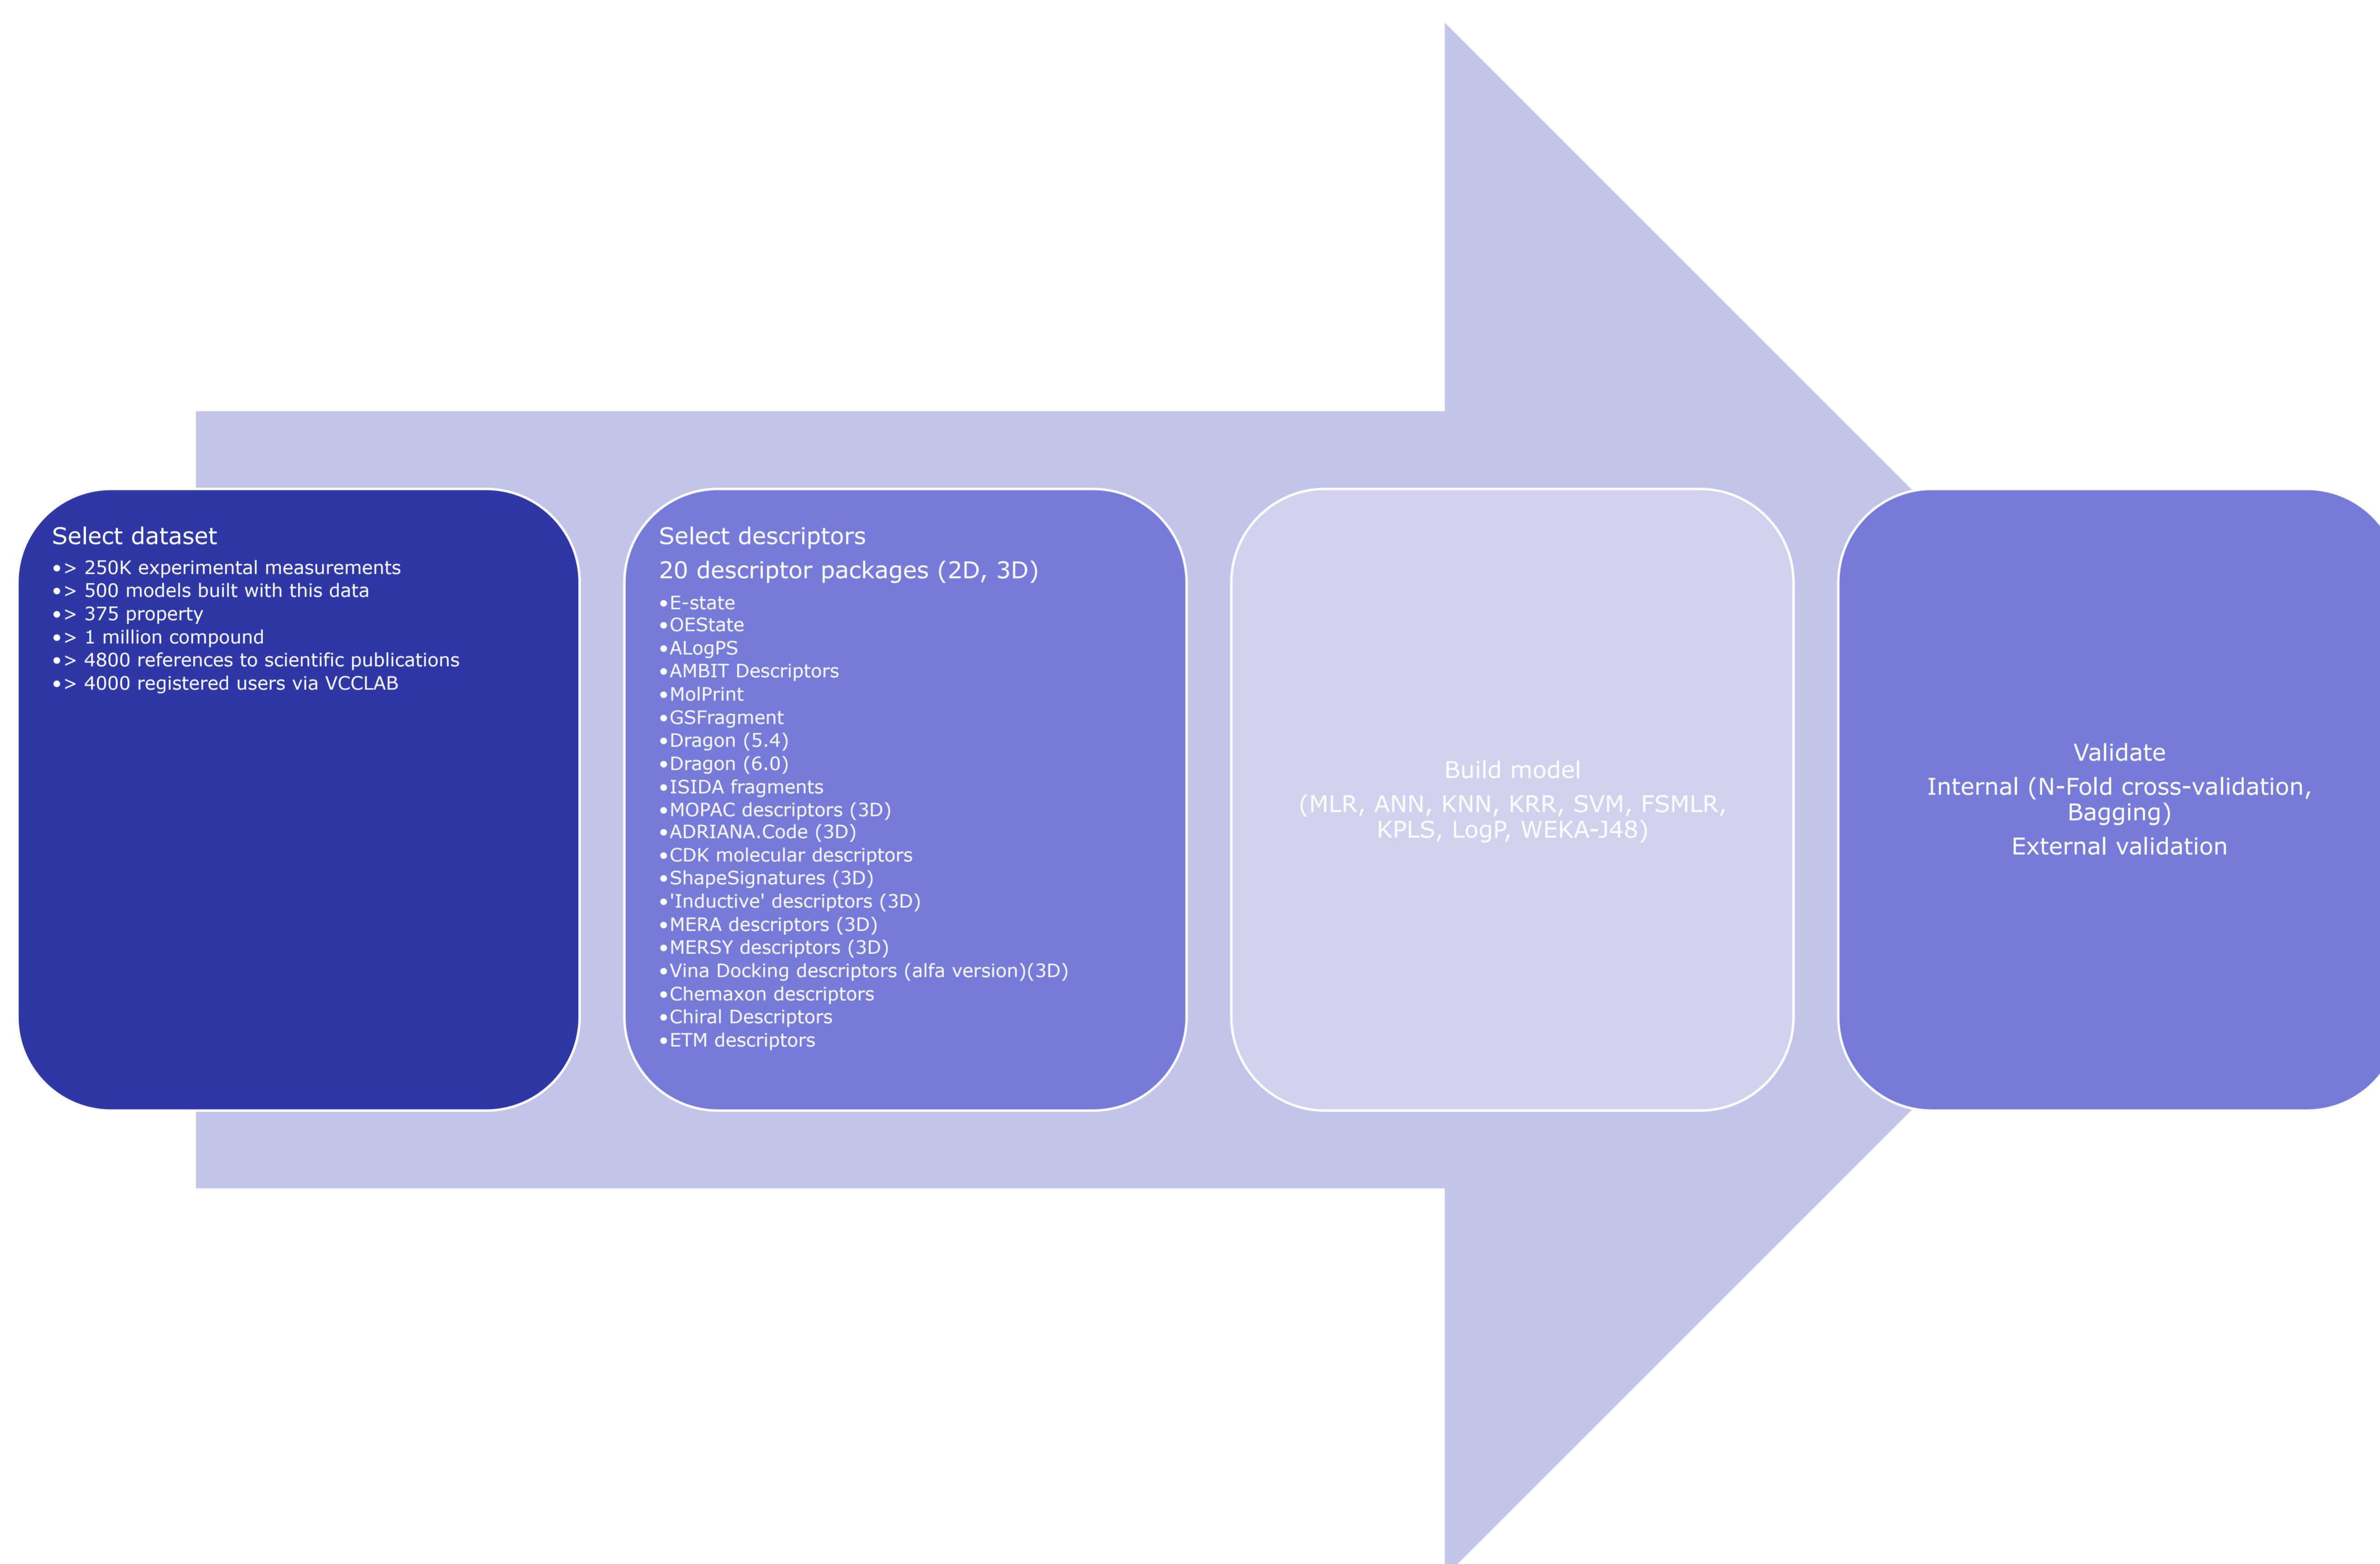 Select dataset
•> 250K experimental measurements
•> 500 models built with this data
•> 375 property
•> 1 million compound
•> 4800 references to scientific publications
•> 4000 registered users via VCCLAB
Select descriptors
20 descriptor packages (2D, 3D)
•E-state
•OEState
•ALogPS
•AMBIT Descriptors
•MolPrint
•GSFragment
•Dragon (5.4)
•Dragon (6.0)
•ISIDA fragments
•MOPAC descriptors (3D)
•ADRIANA.Code (3D)
•CDK molecular descriptors
•ShapeSignatures (3D)
•'Inductive' descriptors (3D)
•MERA descriptors (3D)
•MERSY descriptors (3D)
•Vina Docking descriptors (alfa version)(3D)
•Chemaxon descriptors
•Chiral Descriptors
•ETM descriptors
Build model
(MLR, ANN, KNN, KRR, SVM, FSMLR,
KPLS, LogP, WEKA-J48)
Validate
Internal (N-Fold cross-validation,
Bagging)
External validation